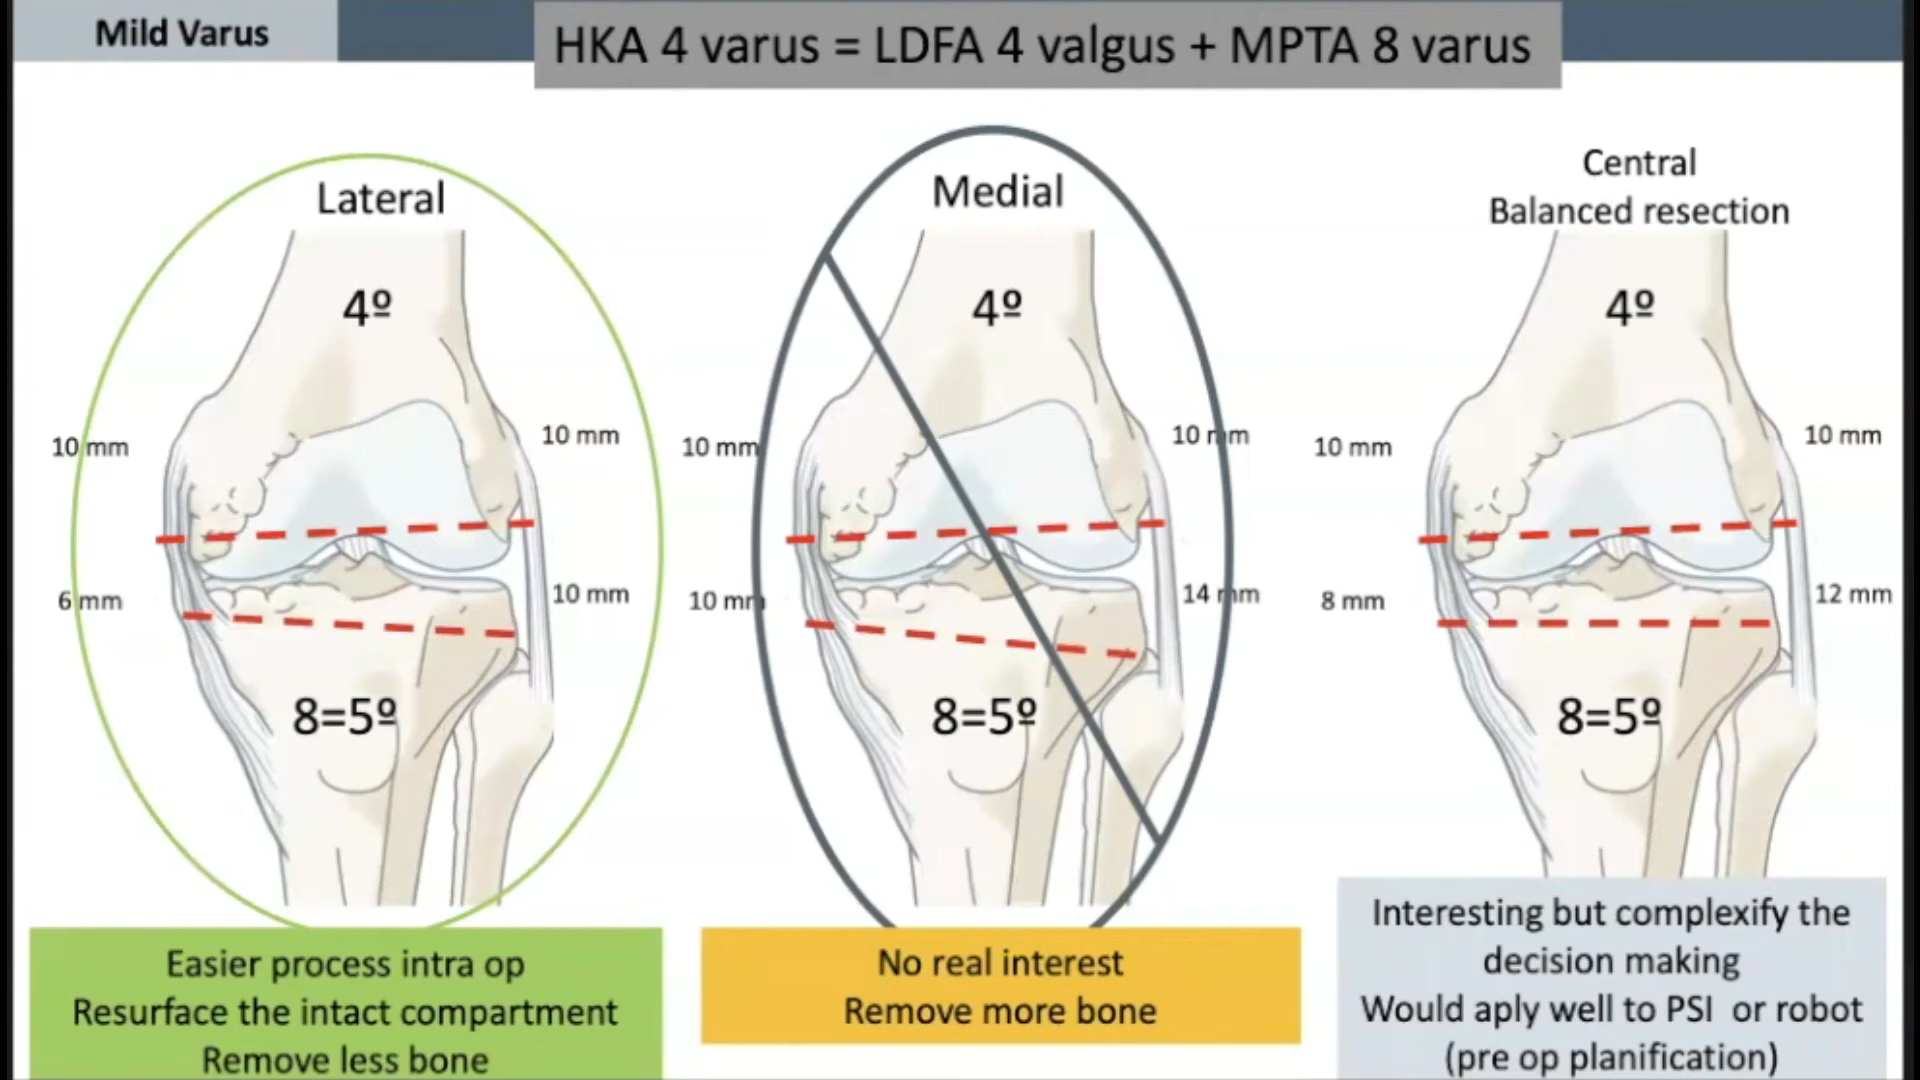 Mild Varus
HKA 4 varus = LDFA 4 valgus + MPTA 8 varus
Lateral
4º
10 mm
10 mm
6 mm
10 mm
8=5º
Easier process intra op
Resurface the intact compartment
Remove less bone
Medial
4º
10 mm
10 mm
10 mm
14 mm
8=5º
No real interest
Remove more bone
Central
Balanced resection
4º
10 mm
10 mm
8 mm
12 mm
8=5º
Interesting but complexify the
decision making
Would aply well to PSI or robot
(pre op planification)